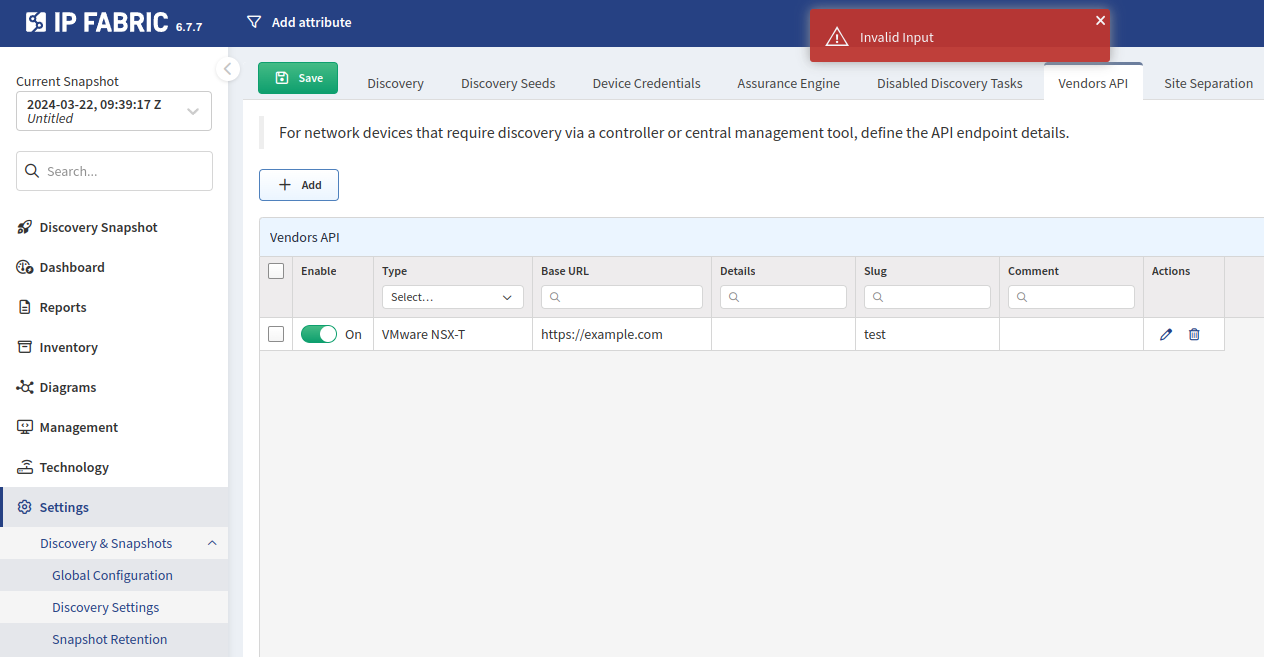 IP FABRIC 6.7.7
Add attribute
Invalid Input
Current Snapshot
2024-03-22, 09:39:17 Z
Untitled
Search...
Discovery Snapshot
Dashboard
Reports
Inventory
Diagrams
Management
Technology
Settings
Discovery & Snapshots
Global Configuration
Discovery Settings
Snapshot Retention
Save Discovery Discovery Seeds Device Credentials Assurance Engine Disabled Discovery Tasks Vendors API Site Separation
For network devices that require discovery via a controller or central management tool, define the API endpoint details.
Add
Vendors API
Enable Type Base URL Details Slug Comment Actions
Select...
On VMware NSX-T https://example.com test